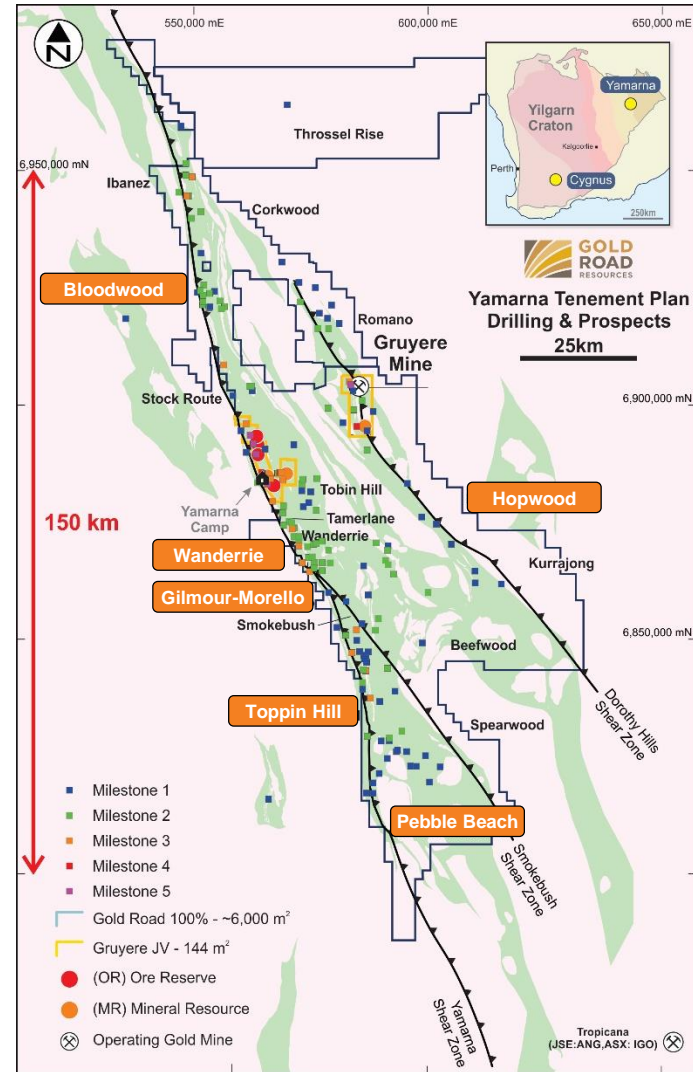 550,000 mE
600,000 mE
650,000 mE
N
Throssel Rise
6,950,000 mN
Ibanez
Corkwood
Bloodwood
Romano
Gruyere
Mine
Stock Route
6,900,000 mN
Yilgarn
Craton
Yamarna
Kalgoorlie
Perth
Cygnus
250km
GOLD
ROAD
RESOURCES
Yamarna Tenement Plan
Drilling & Prospects
25km
150 km
Yamarna
Camp
Tobin Hill
Tamerlane
Wanderrie
Hopwood
Wanderrie
Kurrajong
Gilmour-Morello
Smokebush
6,850,000 mN
Beefwood
Toppin Hill
Spearwood
Dorothy Hills
Shear Zone
Pebble Beach
Smokebush
Shear Zone
Yamarna
Shear Zone
Milestone 1
Milestone 2
Milestone 3
Milestone 4
Milestone 5
Gold Road 100% - ~6,000 m²
Gruyere JV - 144 m²
(OR) Ore Reserve
(MR) Mineral Resource
Operating Gold Mine
Tropicana
(JSE:ANG,ASX: IGO)